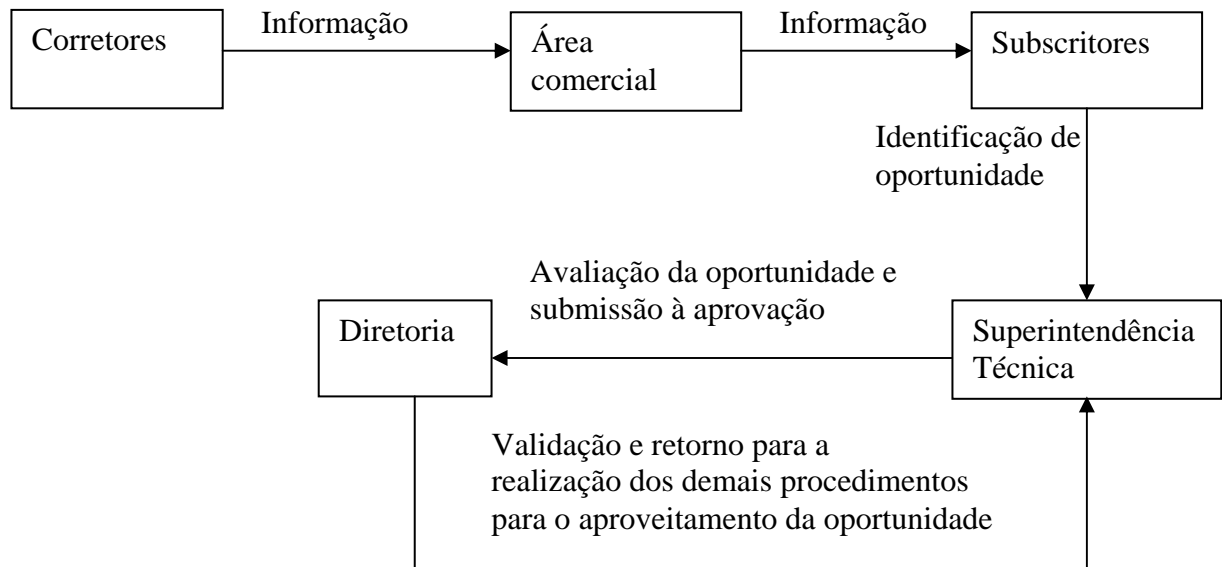 Corretores
Informação
Área
comercial
Informação
Subscritores
Identificação de
oportunidade
Avaliação da oportunidade e
submissão à aprovação
Diretoria
Superintendência
Técnica
Validação e retorno para a
realização dos demais procedimentos
para o aproveitamento da oportunidade